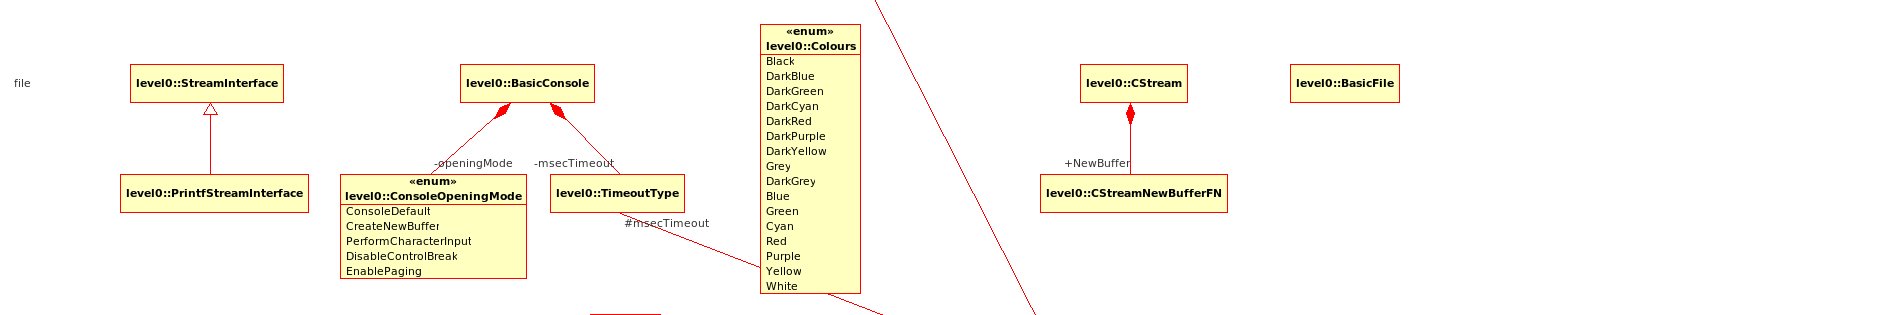 file
level0::StreamInterface
level0::PrintfStreamInterface
level0::BasicConsole
-openingMode
-msecTimeout
«enum»
level0::ConsoleOpeningMode
ConsoleDefault
CreateNewBuffer
PerformCharacterInput
DisableControlBreak
EnablePaging
level0::TimeoutType
#msecTimeout
«enum»
level0::Colours
Black
DarkBlue
DarkGreen
DarkCyan
DarkRed
DarkPurple
DarkYellow
Grey
DarkGrey
Blue
Green
Cyan
Red
Purple
Yellow
White
level0::CStream
+NewBuffer
level0::CStreamNewBufferFN
level0::BasicFile